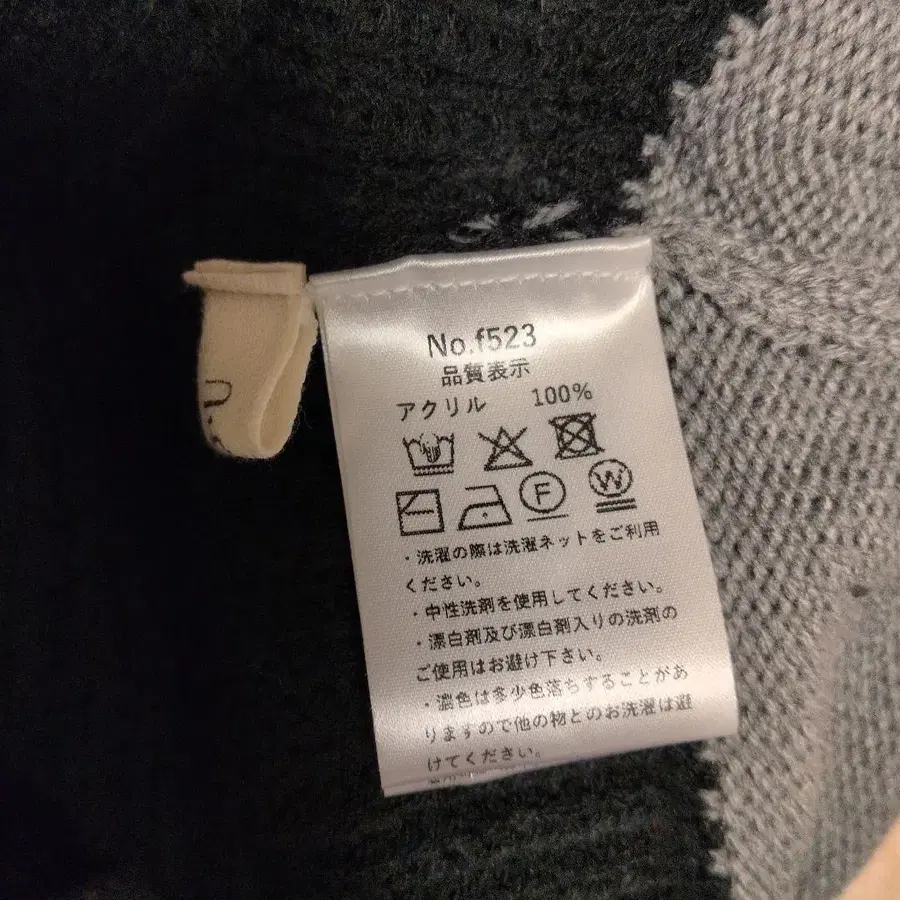 No.f523
品質表示
アクリル 100%
F
W
・洗濯の際は洗濯ネットをご利用
ください。
・中性洗剤を使用してください。
・漂白剤及び漂白剤入りの洗剤の
ご使用はお避け下さい。
・濃色は多少色落ちすることがあ
りますので他の物とのお洗濯は避
けてください。